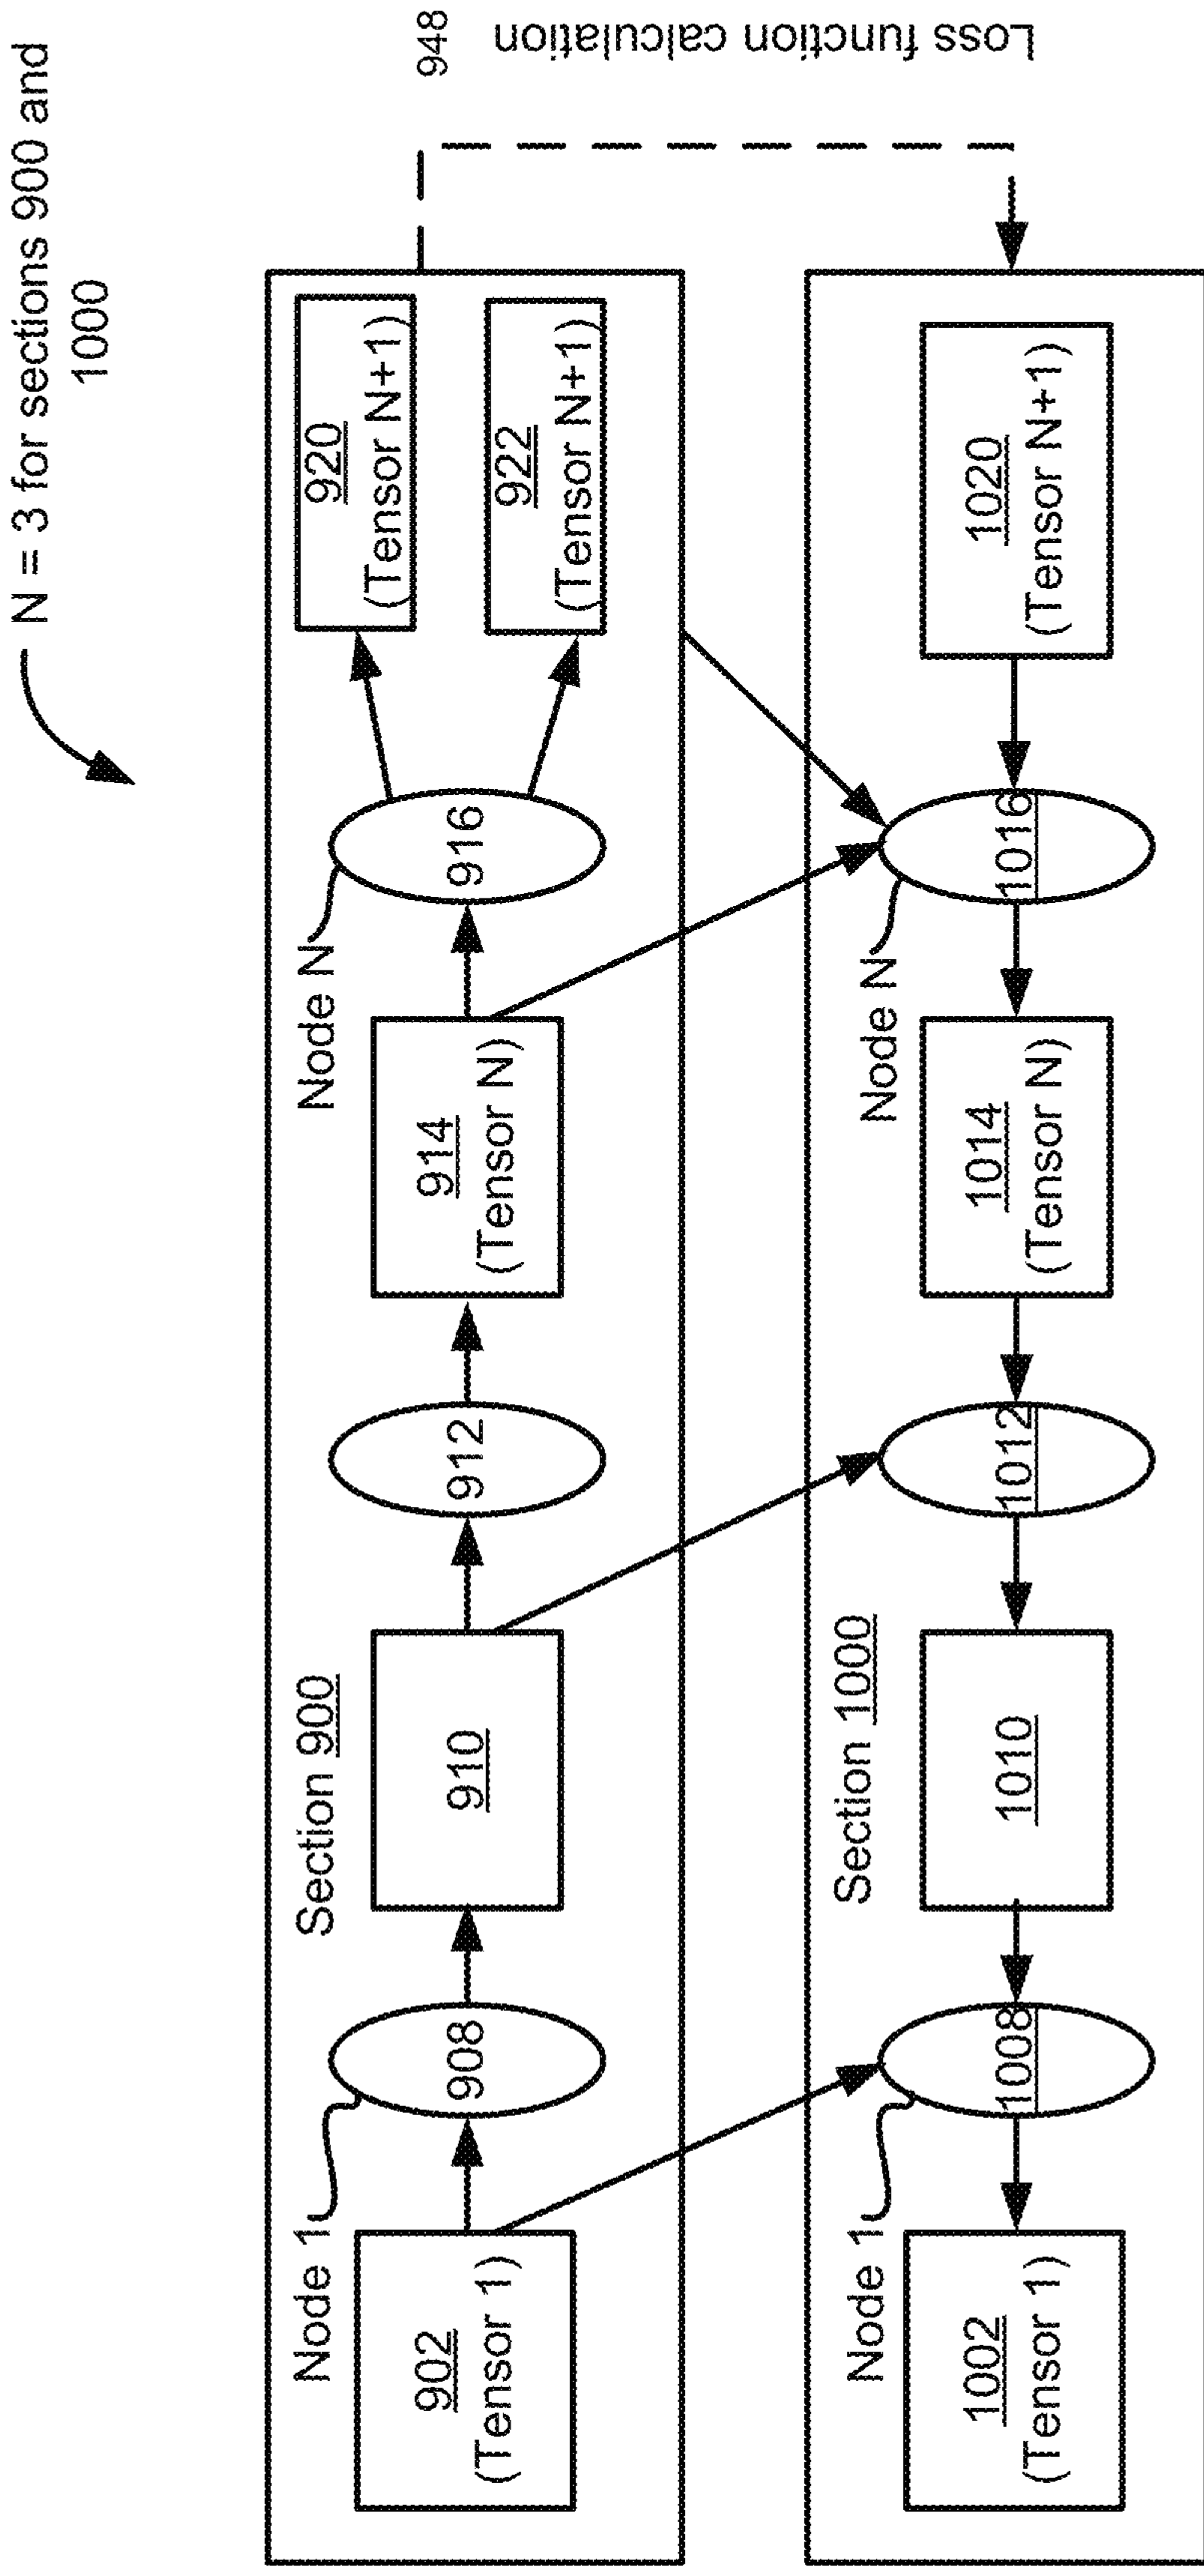 N = 3 for sections 900 and
1000
948
Loss function calculation
Section 900
Node 1
Node N
902
(Tensor 1)
908
910
912
914
(Tensor N)
916
920
(Tensor N+1)
922
(Tensor N+1)
Section 1000
Node 1
Node N
1002
(Tensor 1)
1008
1010
1012
1014
(Tensor N)
1016
1020
(Tensor N+1)